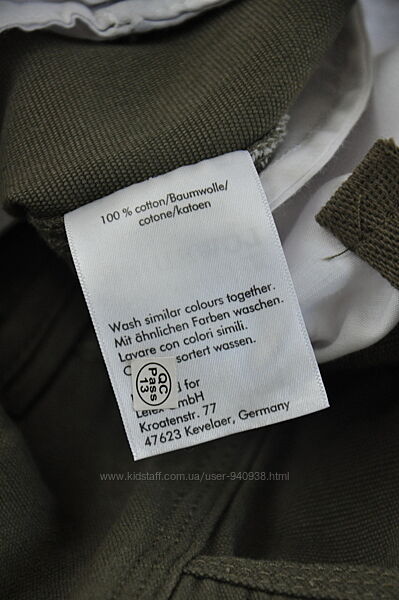 100 % cotton/Baumwolle/
cotone/katoen
Wash similar colours together.
Mit ähnlichen Farben waschen.
Lavare con colori simili.
sortert wassen.
QC
Pass
13
for
GmbH
Kroatenstr. 77
47623 Kevelaer, Germany
www.kidstaff.com.ua/user-940938.html